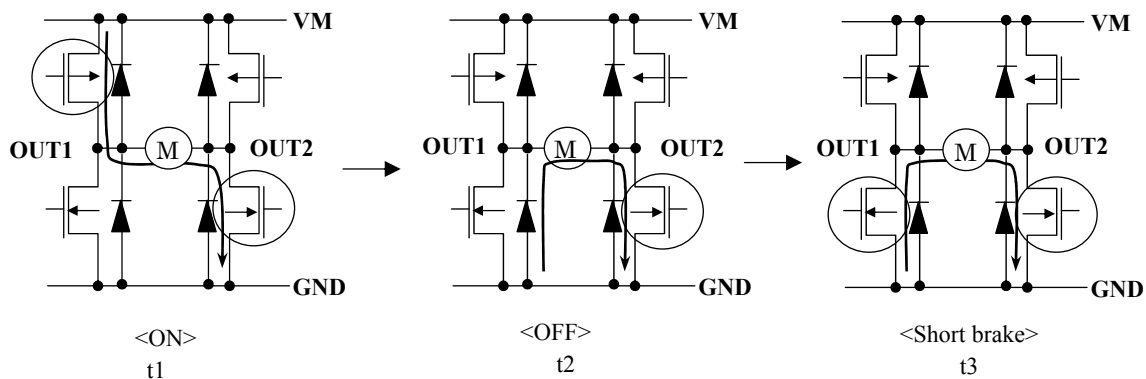 VM VM VM
M M M
OUT1 OUT2 OUT1 OUT2 OUT1 OUT2
GND GND GND
<ON> <OFF> <Short brake>
t1 t2 t3